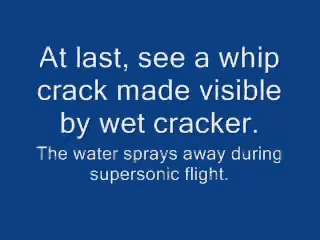 At last, see a whip
crack made visible
by wet cracker.
The water sprays away during
supersonic flight.